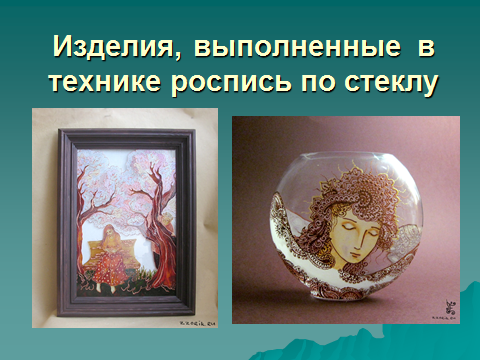 Изделия, выполненные в
технике роспись по стеклу